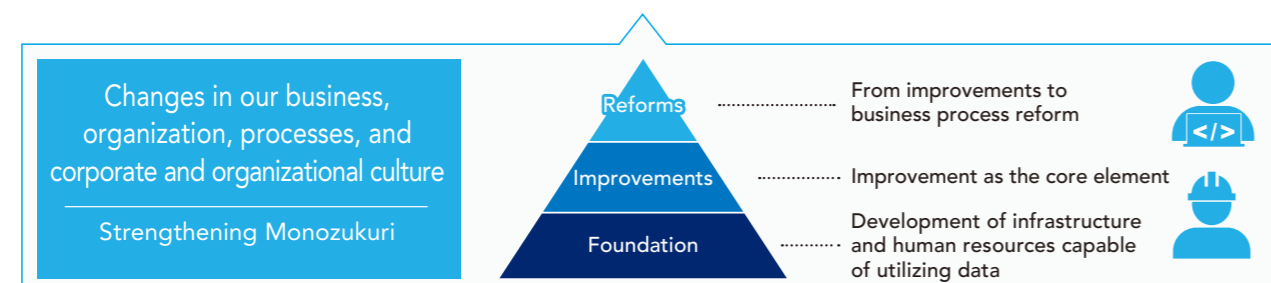 Changes in our business,
organization, processes, and
corporate and organizational culture
Strengthening Monozukuri
Reforms
From improvements to
business process reform
</>
Improvements
Improvement as the core element
Foundation
Development of infrastructure
and human resources capable
of utilizing data